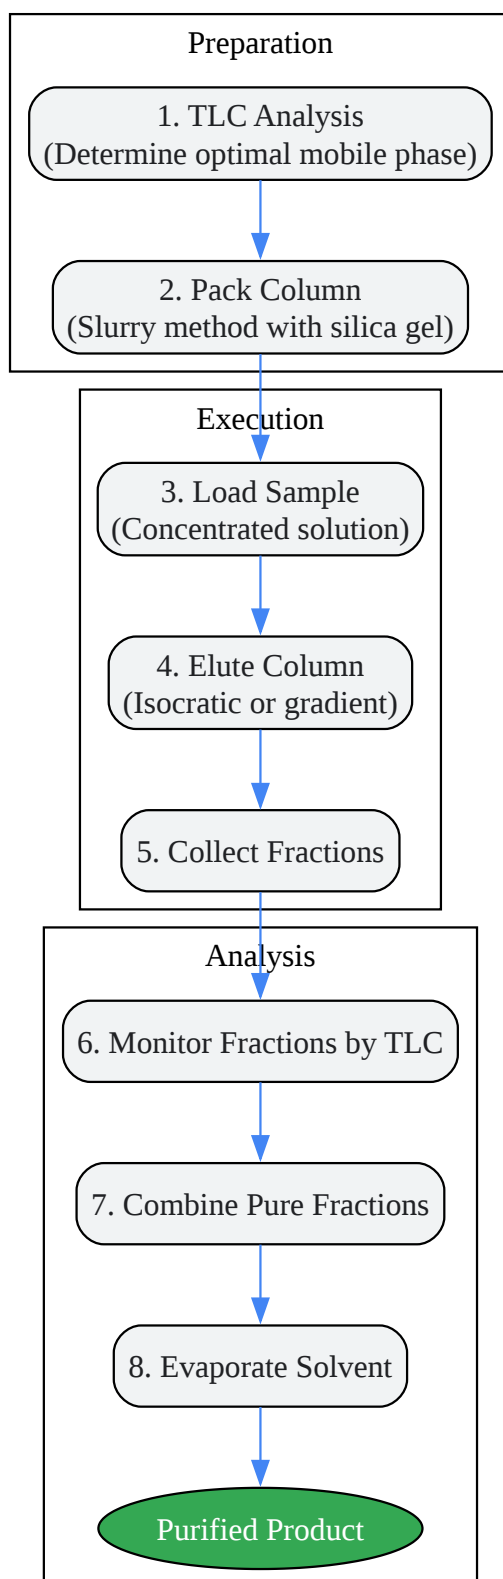 Preparation
1. TLC Analysis
(Determine optimal mobile phase)
2. Pack Column
(Slurry method with silica gel)
Execution
3. Load Sample
(Concentrated solution)
4. Elute Column
(Isocratic or gradient)
5. Collect Fractions
Analysis
6. Monitor Fractions by TLC
7. Combine Pure Fractions
8. Evaporate Solvent
Purified Product